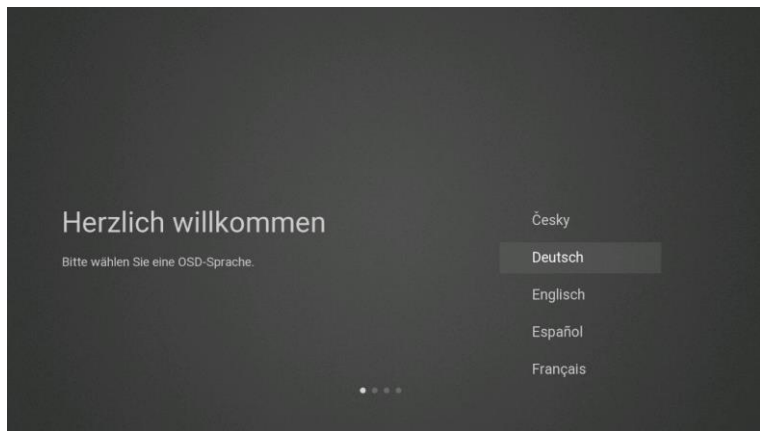 Herzlich willkommen
Bitte wählen Sie eine OSD-Sprache.
Česky
Deutsch
Englisch
Español
Français